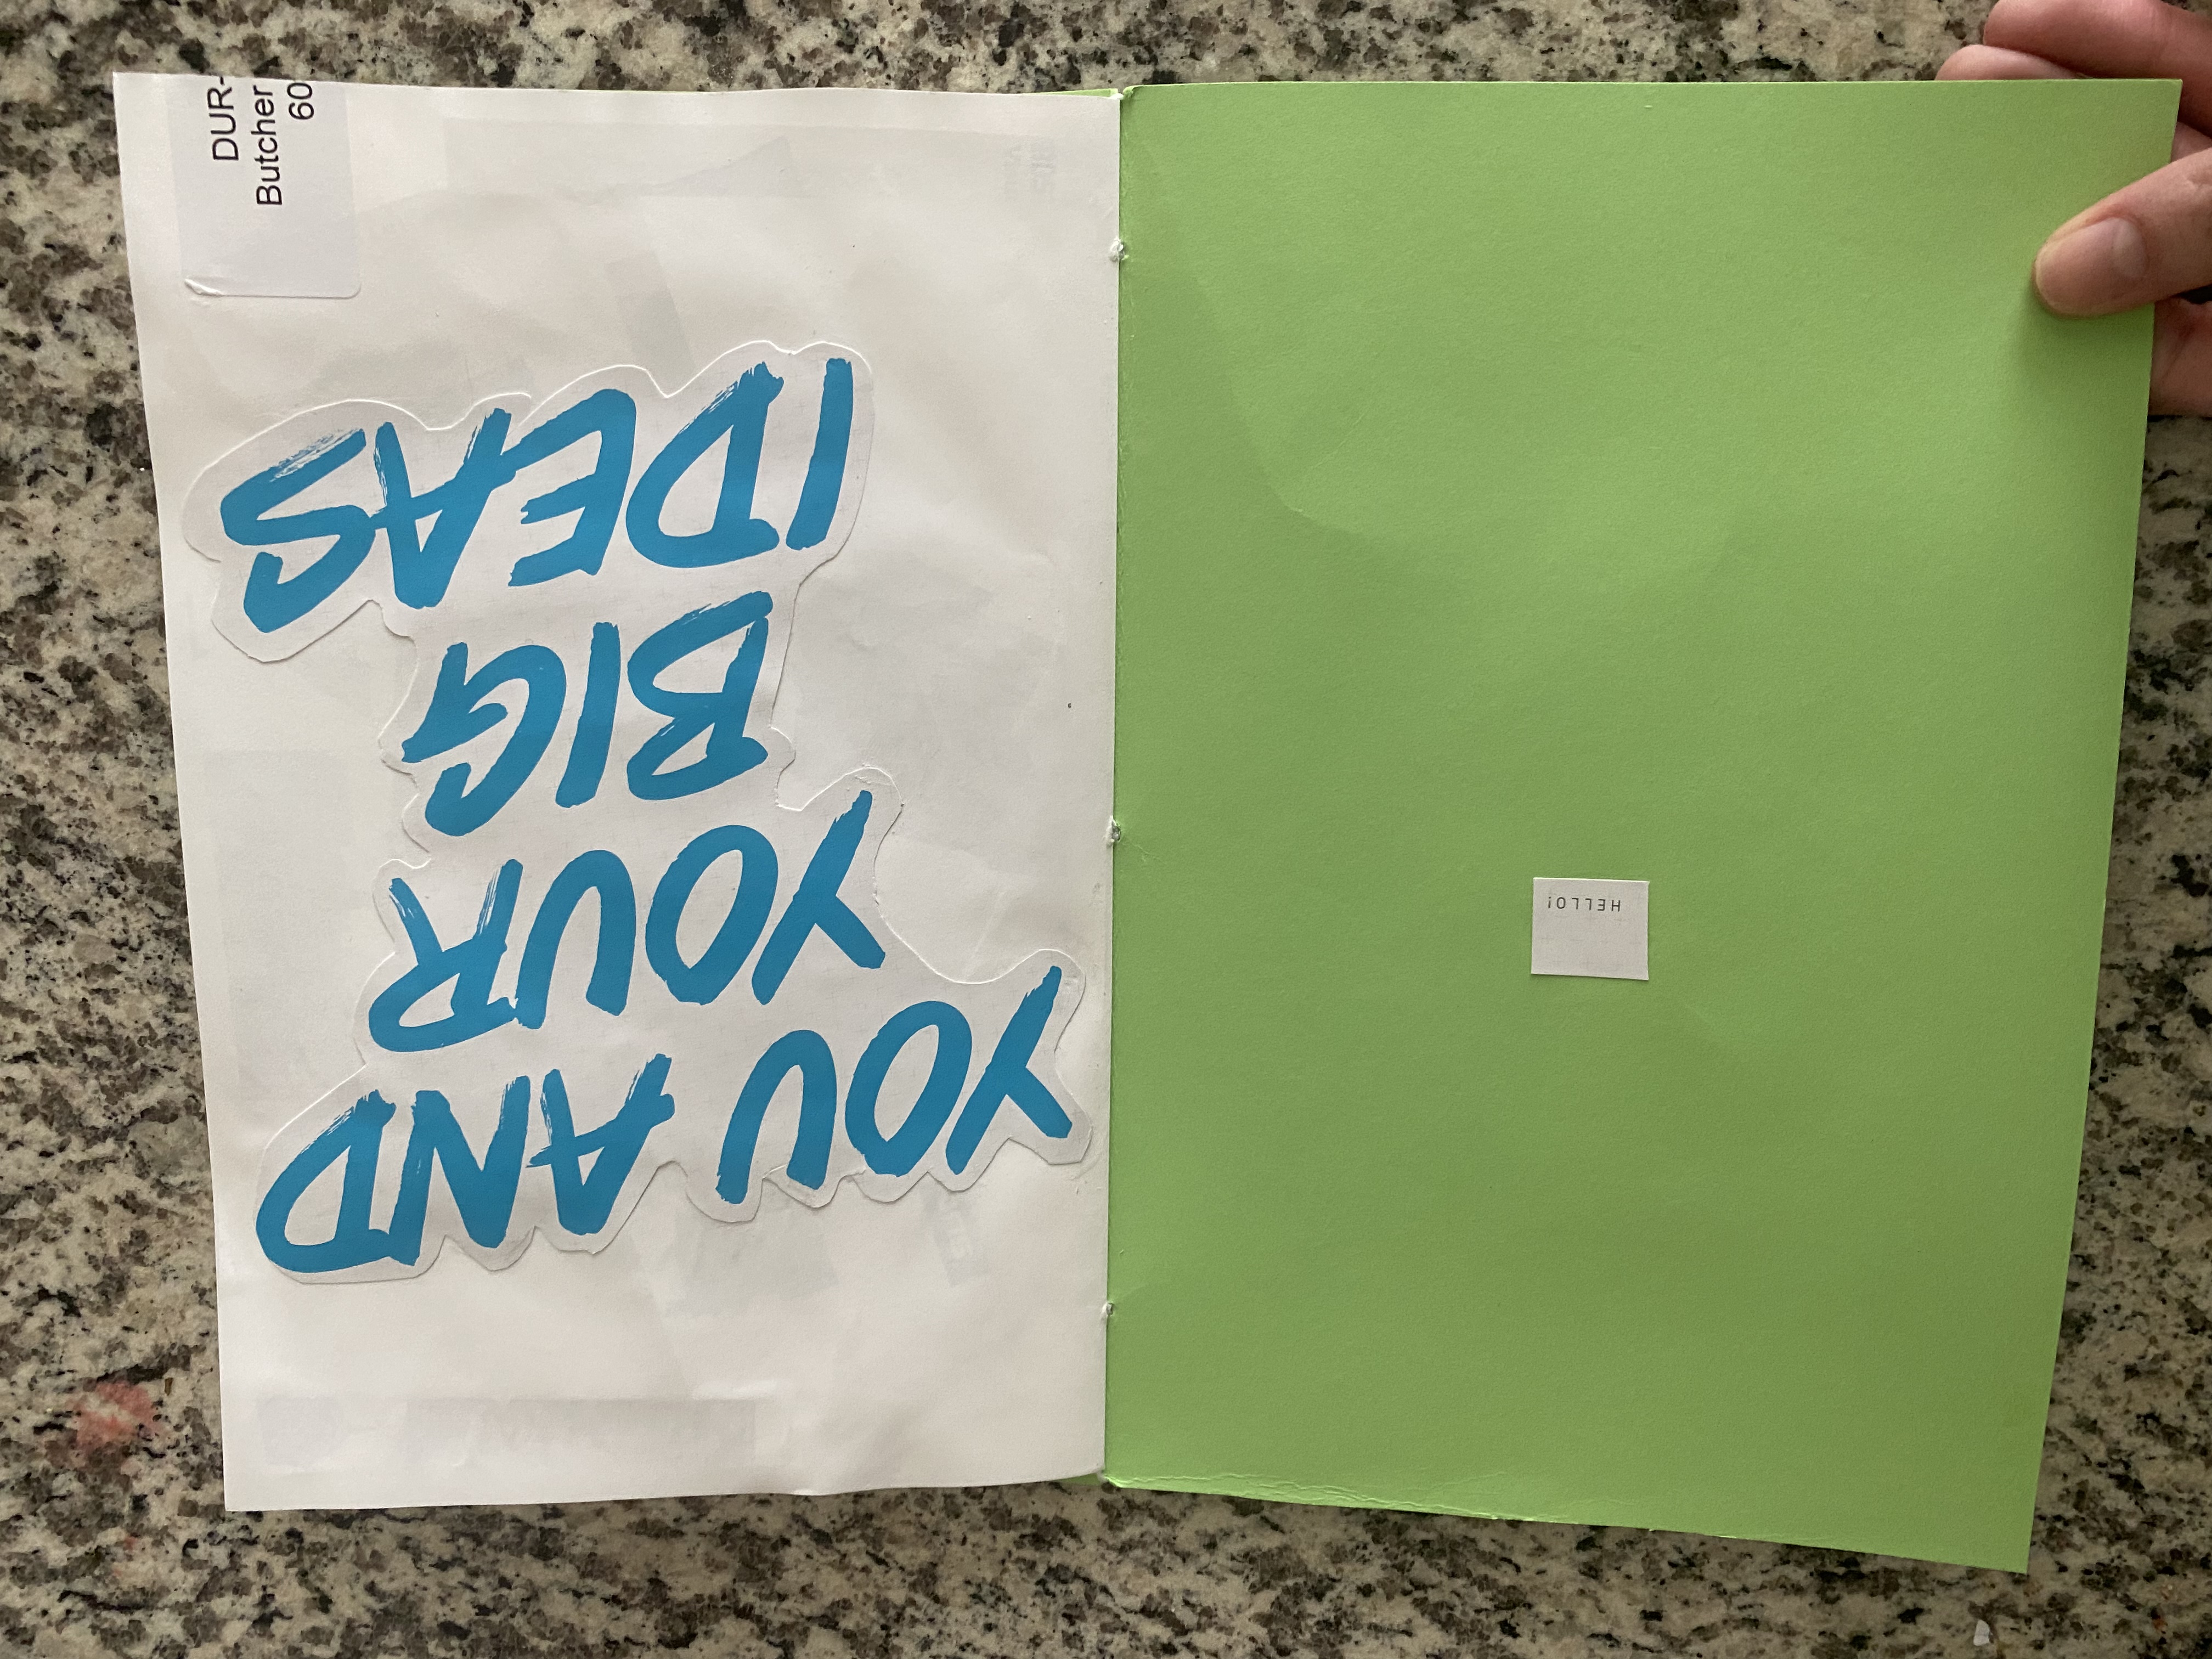 YOU AND
YOUR
BIG
IDEAS
HELLO!
DUR-
Butcher
60